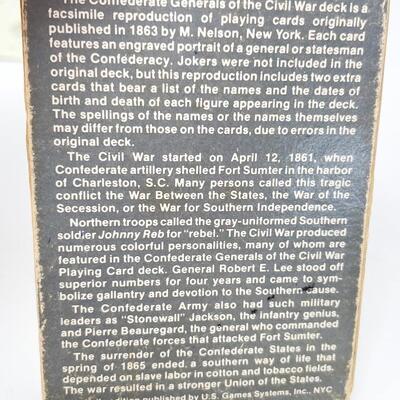 The Confederate Generals of the Civil War deck is a
facsimile reproduction of playing cards originally
published in 1863 by M. Nelson, New York. Each card
features an engraved portrait of a general or statesman
of the Confederacy. Jokers were not included in the
original deck, but this reproduction includes two extra
cards that bear a list of the names and the dates of
birth and death of each figure appearing in the deck.
The spellings of the names or the names themselves
may differ from those on the cards, due to errors in the
original deck.
The Civil War started on April 12, 1861, when
Confederate artillery shelled Fort Sumter in the harbor
of Charleston, S.C. Many persons called this tragic
conflict the War Between the States, the War of the
Secession, or the War for Southern Independence.
Northern troops called the gray-uniformed Southern
soldier Johnny Reb for "rebel." The Civil War produced
numerous colorful personalities, many of whom are
featured in the Confederate Generals of the Civil War
Playing Card deck. General Robert E. Lee stood off
superior numbers for four years and came to sym-
bolize gallantry and devotion to the Southern cause.
The Confederate Army also had such military
leaders as "Stonewall" Jackson, the infantry genius,
and Pierre Beauregard, the general who commanded
the Confederate forces that attacked Fort Sumter.
The surrender of the Confederate States in the
spring of 1865 ended a southern way of life that
depended on slave labor in cotton and tobacco fields.
The war resulted in a stronger Union of the States.
edition published by U.S. Games Systems, Inc., NYC